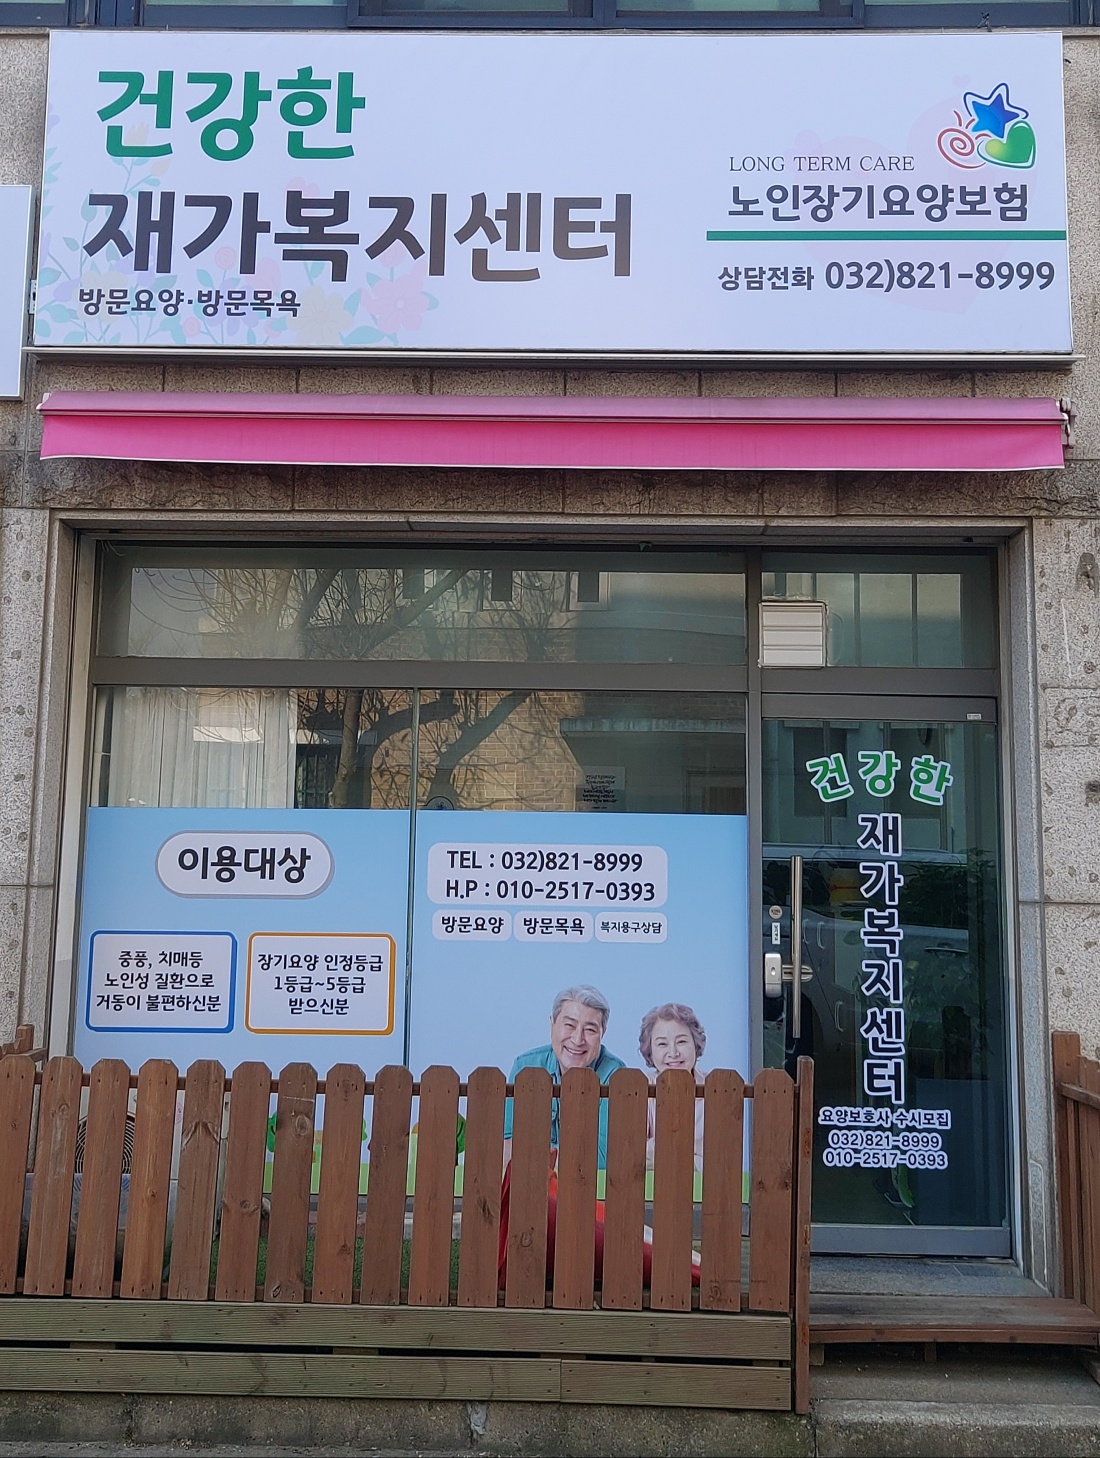 건강한
재가복지센터
방문요양·방문목욕
LONG TERM CARE
노인장기요양보험
상담전화 032)821-8999
이용대상
중풍, 치매등
노인성 질환으로
거동이 불편하신분
장기요양 인정등급
1등급~5등급
받으신분
TEL : 032)821-8999
H.P : 010-2517-0393
방문요양 방문목욕 복지용구상담
건강한
재가복지센터
요양보호사 수시모집
032)821-8999
010-2517-0393